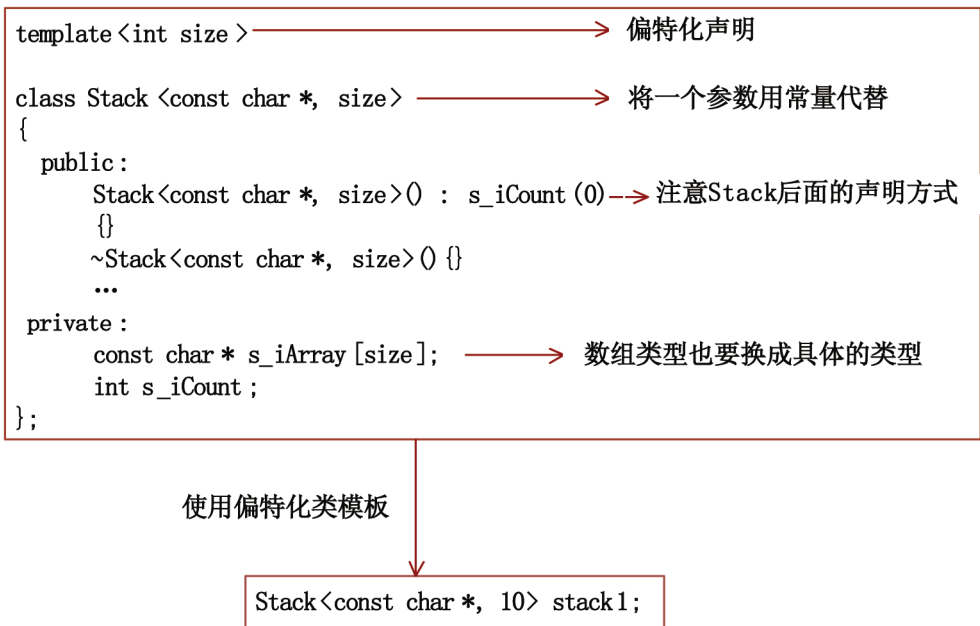 template<int size> 偏特化声明
class Stack <const char *, size> 将一个参数用常量代替
{
public:
Stack<const char *, size>() : s_iCount(0) 注意Stack后面的声明方式
{}
~Stack<const char *, size>() {}
…
private:
const char * s_iArray[size]; 数组类型也要换成具体的类型
int s_iCount;
};
使用偏特化类模板
Stack<const char *, 10> stack1;